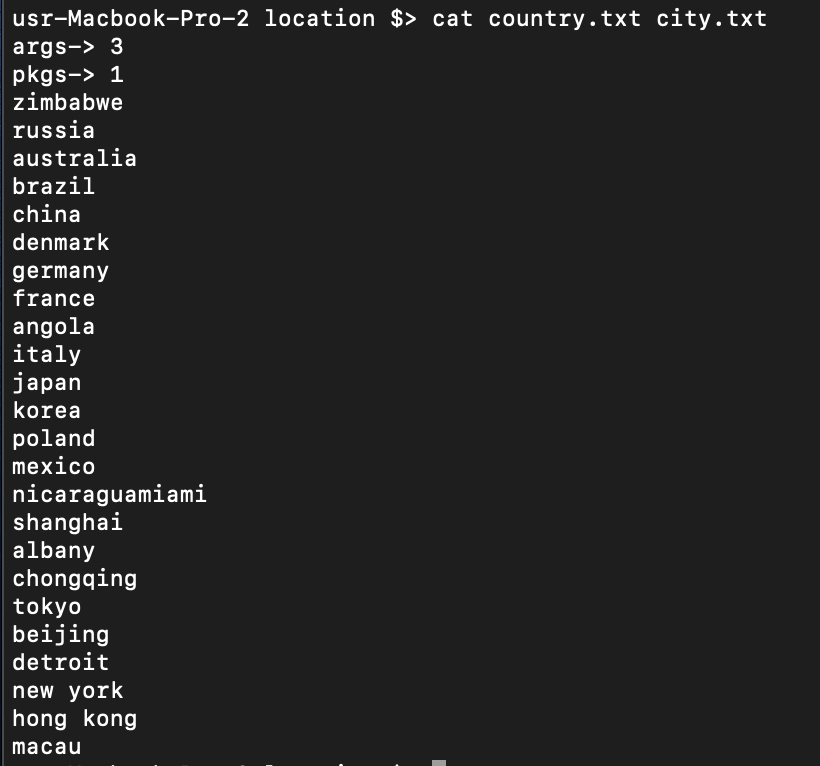 usr-Macbook-Pro-2 location $> cat country.txt city.txt
args-> 3
pkgs-> 1
zimbabwe
russia
australia
brazil
china
denmark
germany
france
angola
italy
japan
korea
poland
mexico
nicaraguamiami
shanghai
albany
chongqing
tokyo
beijing
detroit
new york
hong kong
macau